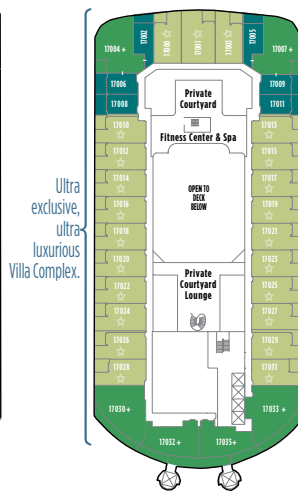 17004 +
17002
17000
17001
17003
17005
17007 +
17006
17008
17009
17011
Private
Courtyard
Fitness Center & Spa
17010
17012
17014
17016
17018
17020
17022
17024
17026
17028
17013
17015
17017
17019
17021
17023
17025
17027
17029
17031
OPEN TO
DECK
BELOW
Ultra
exclusive,
ultra
luxurious
Villa Complex.
Private
Courtyard
Lounge
17030 +
17033 +
17032 +
17035+